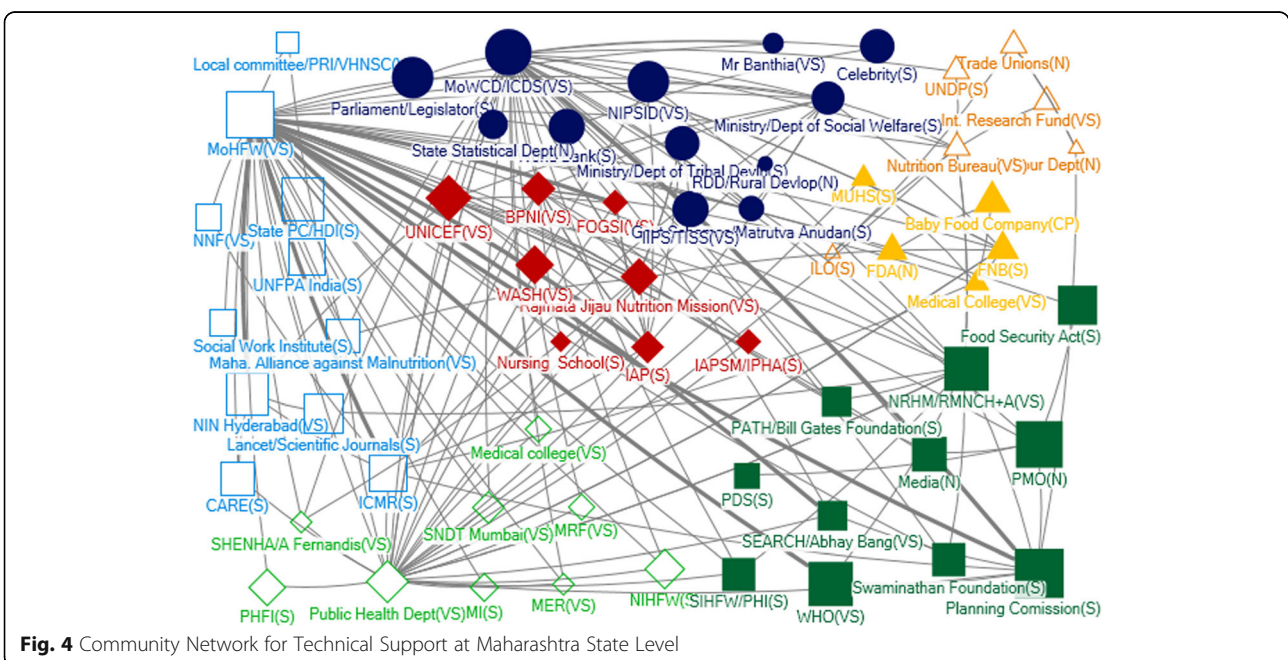 Local committee/PRI/VHNSC(
MoWCD/ICDS(VS)
Mr Banthia(VS)
Celebrity(S)
Trade Unions(N)
UNDP(S)
Parliament/Legislator(S)
NIPSID(VS)
Ministry/Dept of Social Welfare(S)
Int. Research Fund(VS)
MoHFW(VS)
State Statistical Dept(N)
Bank(S)
Ministry/Dept of Tribal Devlp(S)
RDD/Rural Devlop(N)
Nutrition Bureau(VS)
ur Dept(N)
MUHS(S)
NNF(VS)
State PC/HDI(S)
UNICEF(VS)
BPNI(VS)
FOGSI(VS)
IIPS/TISS(VS)
Matrutva Anudan(S)
Baby Food Company(CP)
UNFPA India(S)
WASH(VS)
Rajmata Jijau Nutrition Mission(VS)
ILO(S)
FDA(N)
FNB(S)
Medical College(VS)
Food Security Act(S)
Social Work Institute(S)
Maha. Alliance against Malnutrition(VS)
Nursing School(S)
IAP(S)
IAPSM/IPHA(S)
NRHM/RMNCH+A(VS)
NIN Hyderabad(VS)
Lancet/Scientific Journals(S)
PATH/Bill Gates Foundation(S)
Medical college(VS)
Media(N)
PMO(N)
CARE(S)
ICMR(S)
PDS(S)
SHENHA/A Fernandis(VS)
SNDT Mumbai(VS)
MRF(VS)
SEARCH/Abhay Bang(VS)
Swaminathan Foundation(S)
PHFI(S)
Public Health Dept(VS)
MI(S)
MER(VS)
NIHFW(S
SIHFW/PHI(S)
WHO(VS)
Planning Comission(S)
Fig. 4 Community Network for Technical Support at Maharashtra State Level